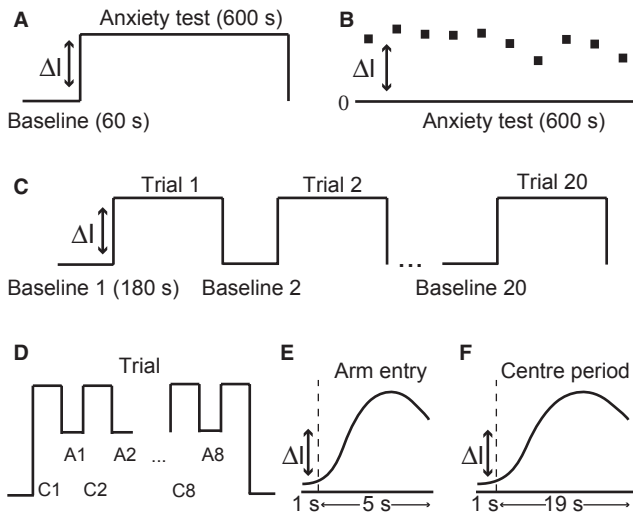 A
Anxiety test (600 s)
ΔI
Baseline (60 s)
B
ΔI
0
Anxiety test (600 s)
C
Trial 1
Trial 2
Trial 20
ΔI
...
Baseline 1 (180 s)
Baseline 2
Baseline 20
D
Trial
A1
A2
...
A8
C1
C2
C8
E
Arm entry
ΔI
1 s
5 s
F
Centre period
ΔI
1 s
19 s